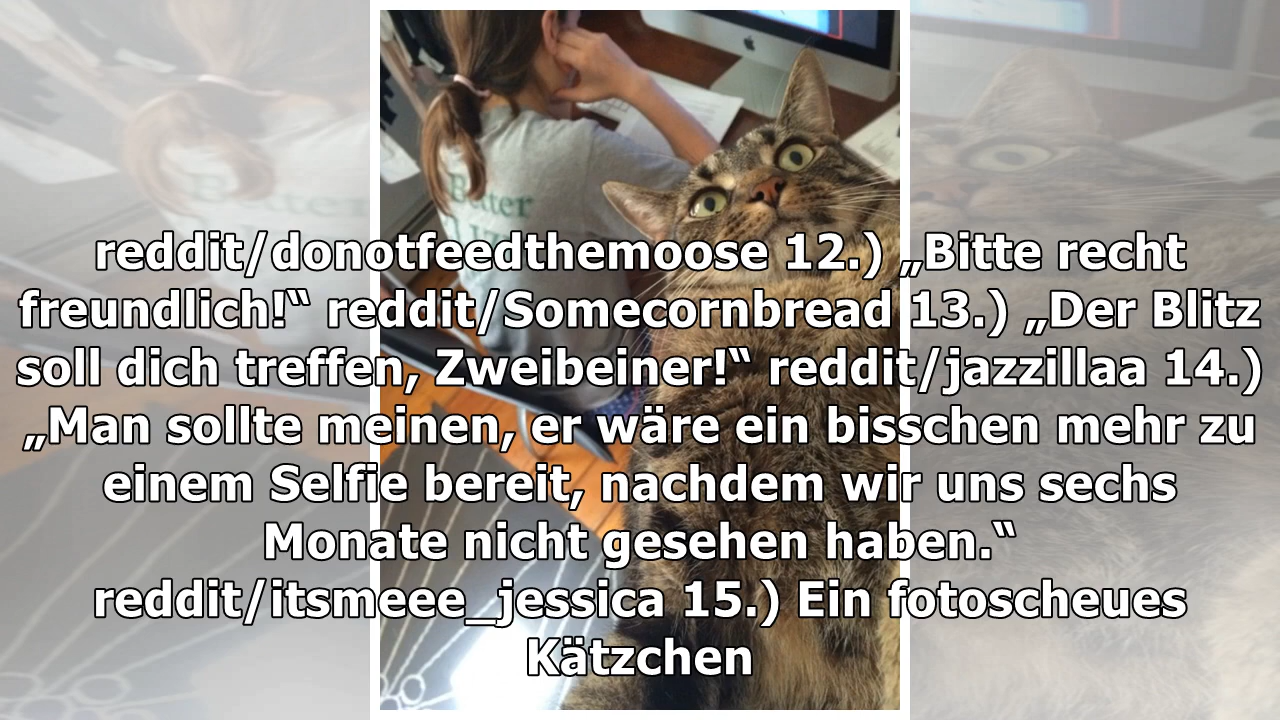 Bitter
reddit/donotfeedthemoose 12.) „Bitte recht
freundlich!“ reddit/Somecornbread 13.) „Der Blitz
soll dich treffen, Zweibeiner!“ reddit/jazzillaa 14.)
„Man sollte meinen, er wäre ein bisschen mehr zu
einem Selfie bereit, nachdem wir uns sechs
Monate nicht gesehen haben.“
reddit/itsmeee_jessica 15.) Ein fotoscheues
Kätzchen